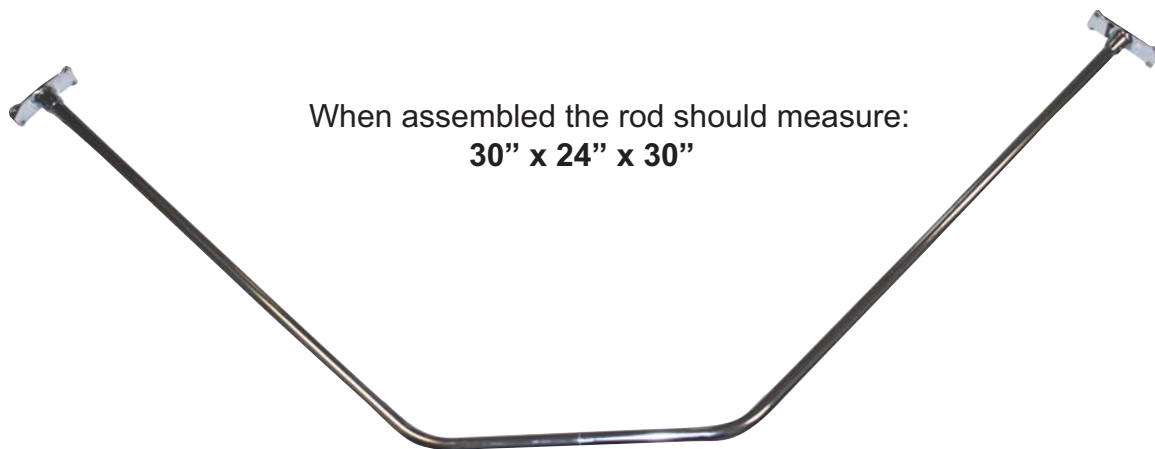 When assembled the rod should measure:
30” x 24” x 30”